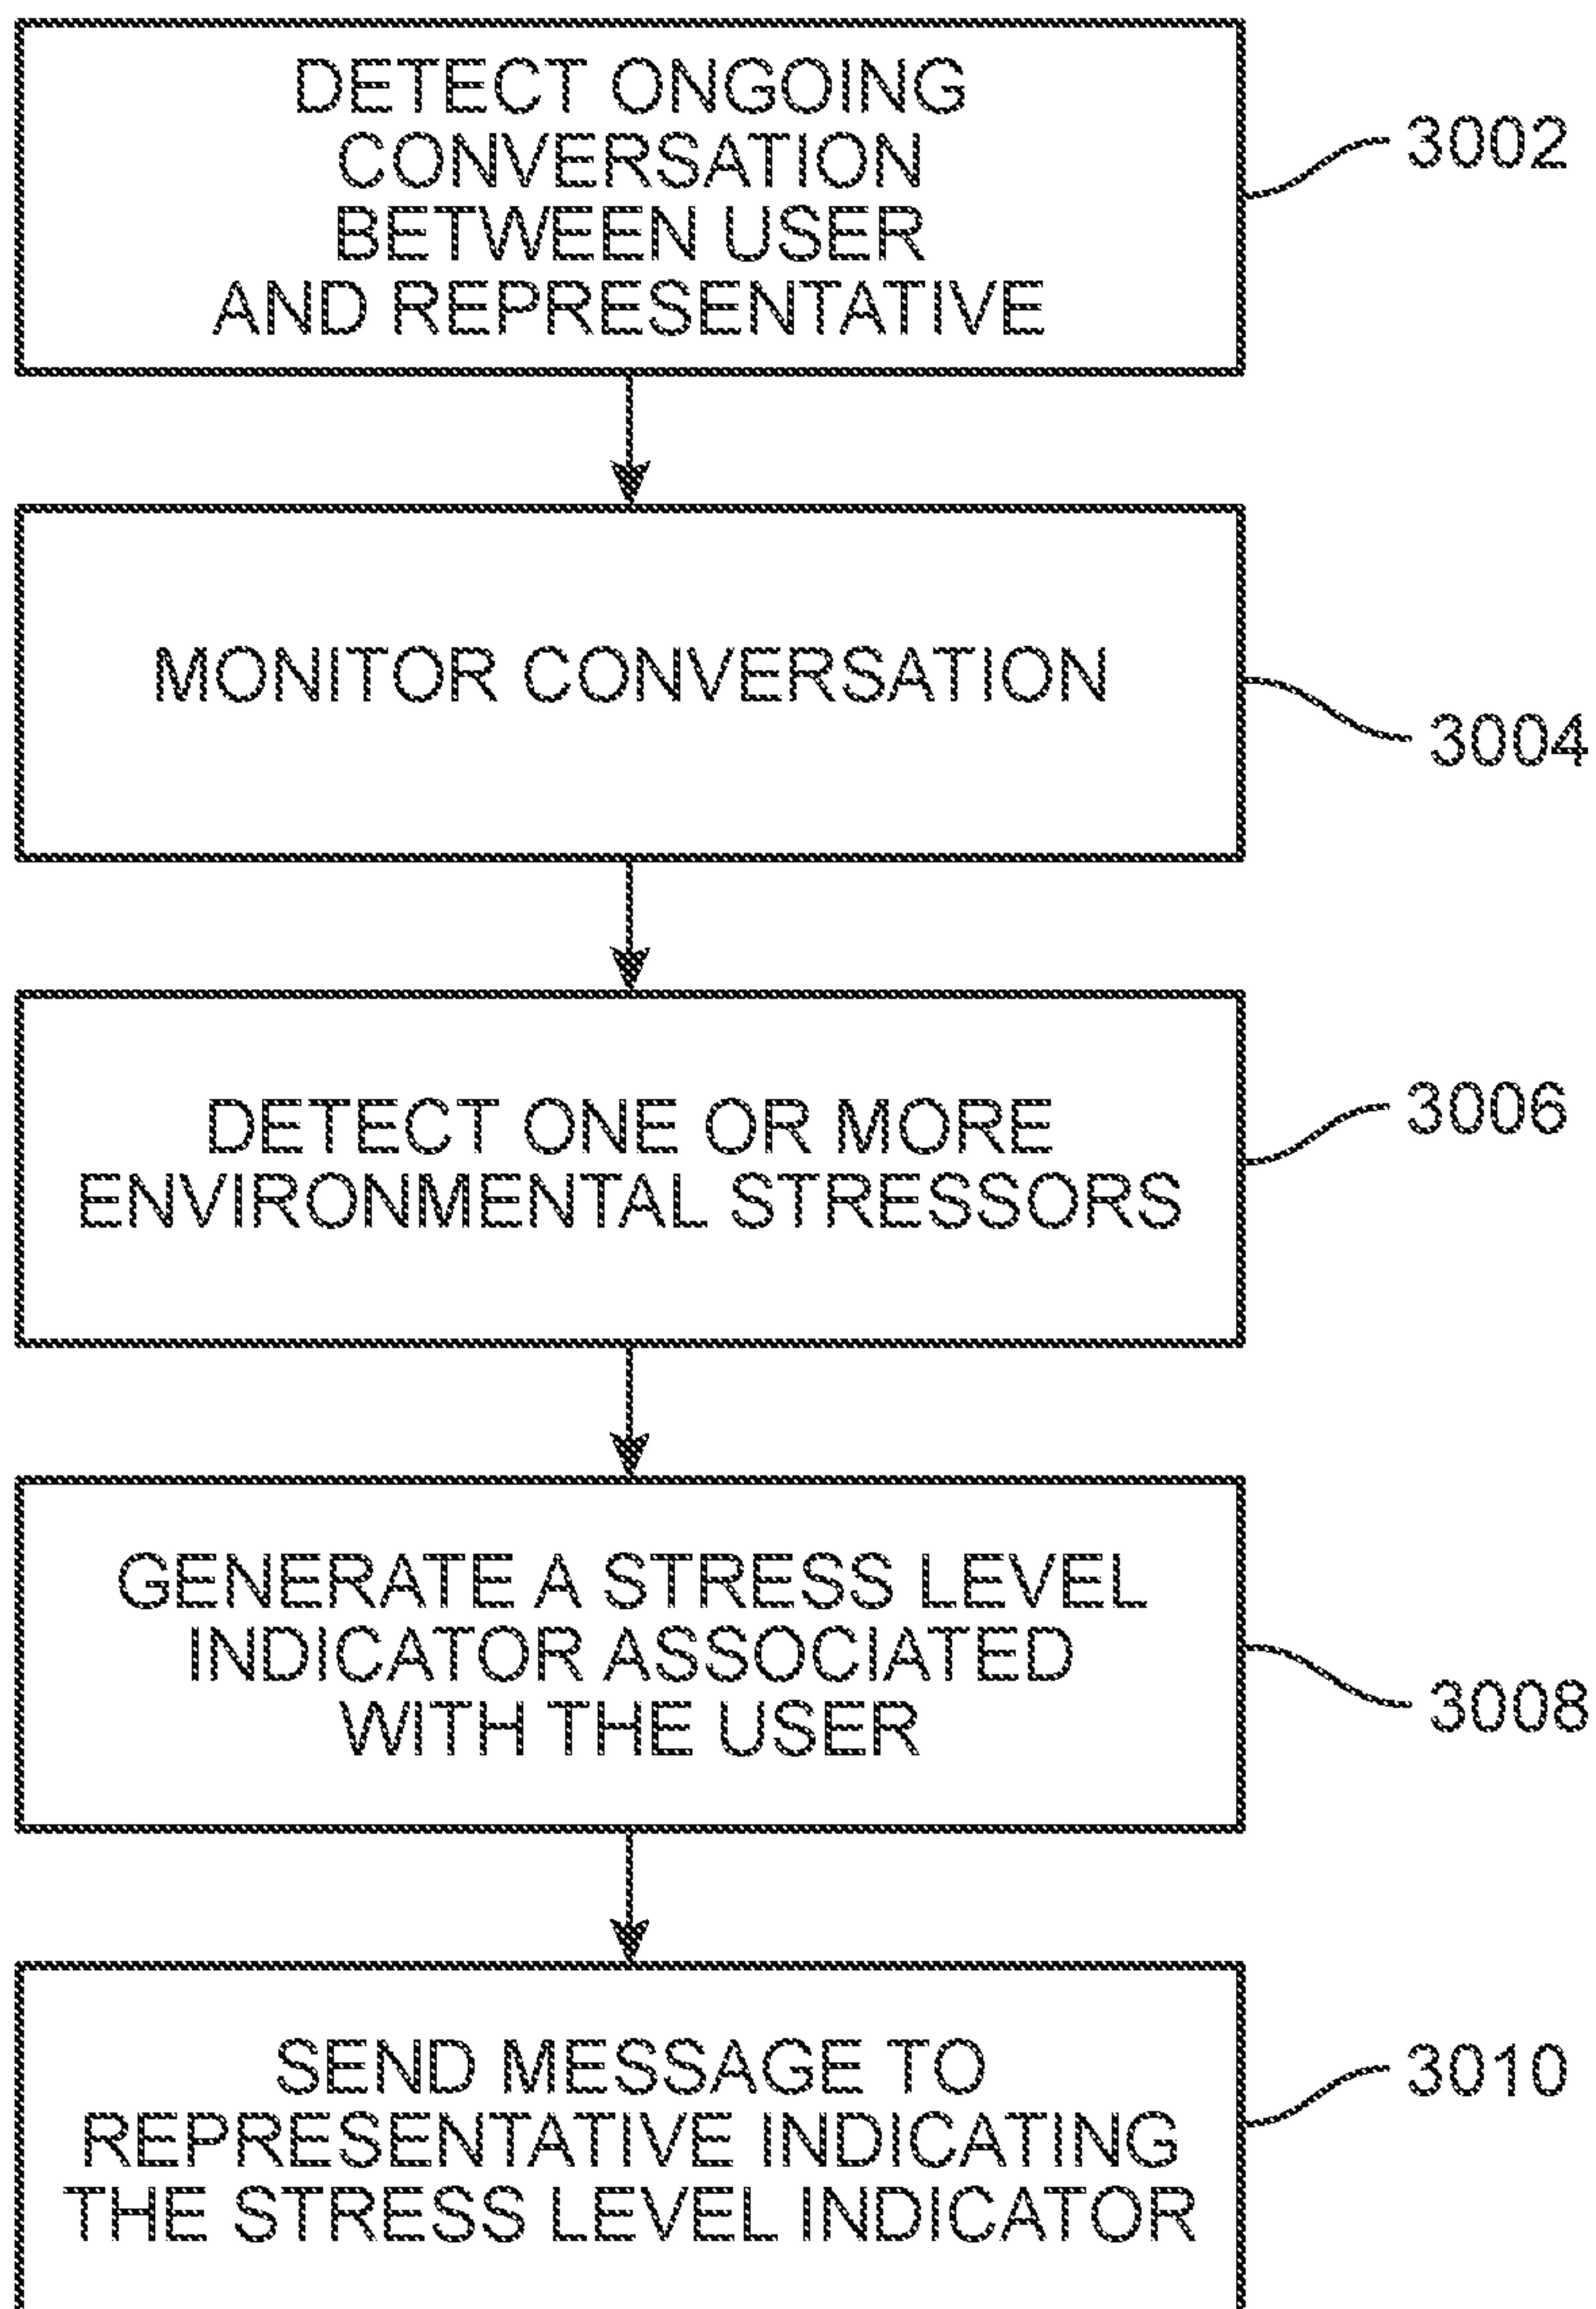 DETECT ONGOING
CONVERSATION
BETWEEN USER
AND REPRESENTATIVE
3002
MONITOR CONVERSATION
3004
DETECT ONE OR MORE
ENVIRONMENTAL STRESSORS
3006
GENERATE A STRESS LEVEL
INDICATOR ASSOCIATED
WITH THE USER
3008
SEND MESSAGE TO
REPRESENTATIVE INDICATING
THE STRESS LEVEL INDICATOR
3010